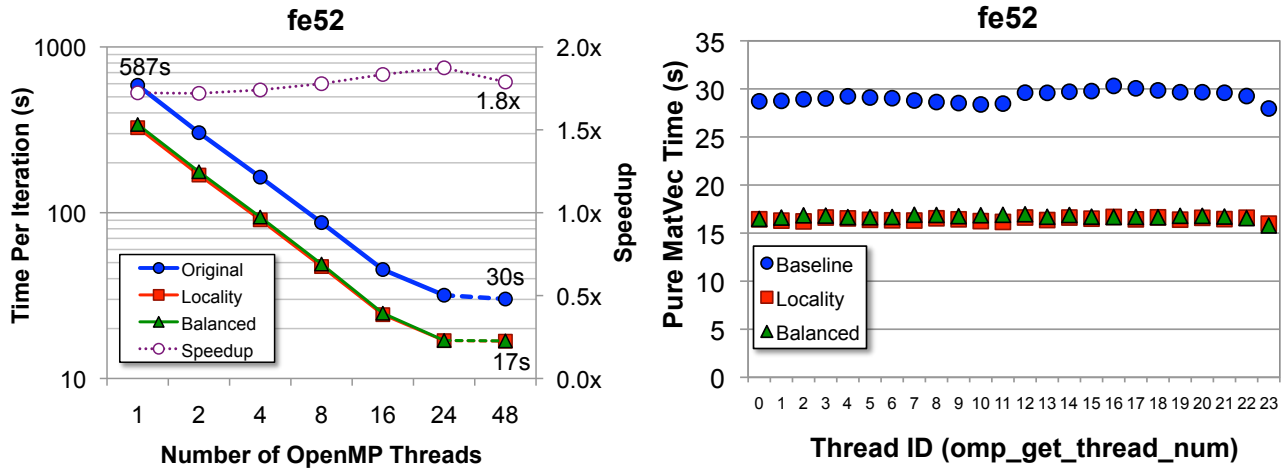 fe52
Time Per Iteration (s)
1000
100
10
587s
1.8x
30s
17s
Original
Locality
Balanced
Speedup
2.0x
1.5x
1.0x
0.5x
0.0x
Speedup
1 2 4 8 16 24 48
Number of OpenMP Threads
fe52
Pure MatVec Time (s)
35
30
25
20
15
10
5
0
Baseline
Locality
Balanced
0 1 2 3 4 5 6 7 8 9 10 11 12 13 14 15 16 17 18 19 20 21 22 23
Thread ID (omp_get_thread_num)